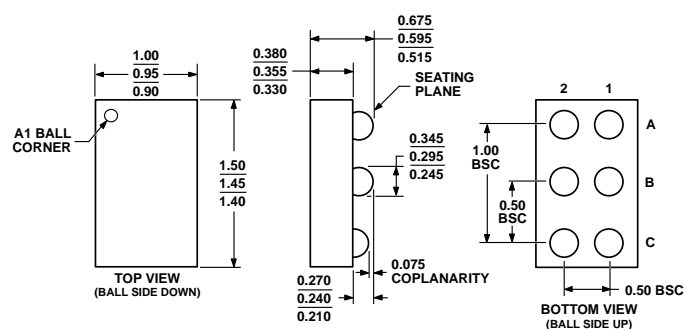 1.00
0.95
0.90
A1 BALL
CORNER
1.50
1.45
1.40
TOP VIEW
(BALL SIDE DOWN)
0.675
0.595
0.515
0.380
0.355
0.330
SEATING
PLANE
0.345
0.295
0.245
0.075
COPLANARITY
0.270
0.240
0.210
2 1
A
1.00
BSC
B
0.50
BSC
C
0.50 BSC
BOTTOM VIEW
(BALL SIDE UP)